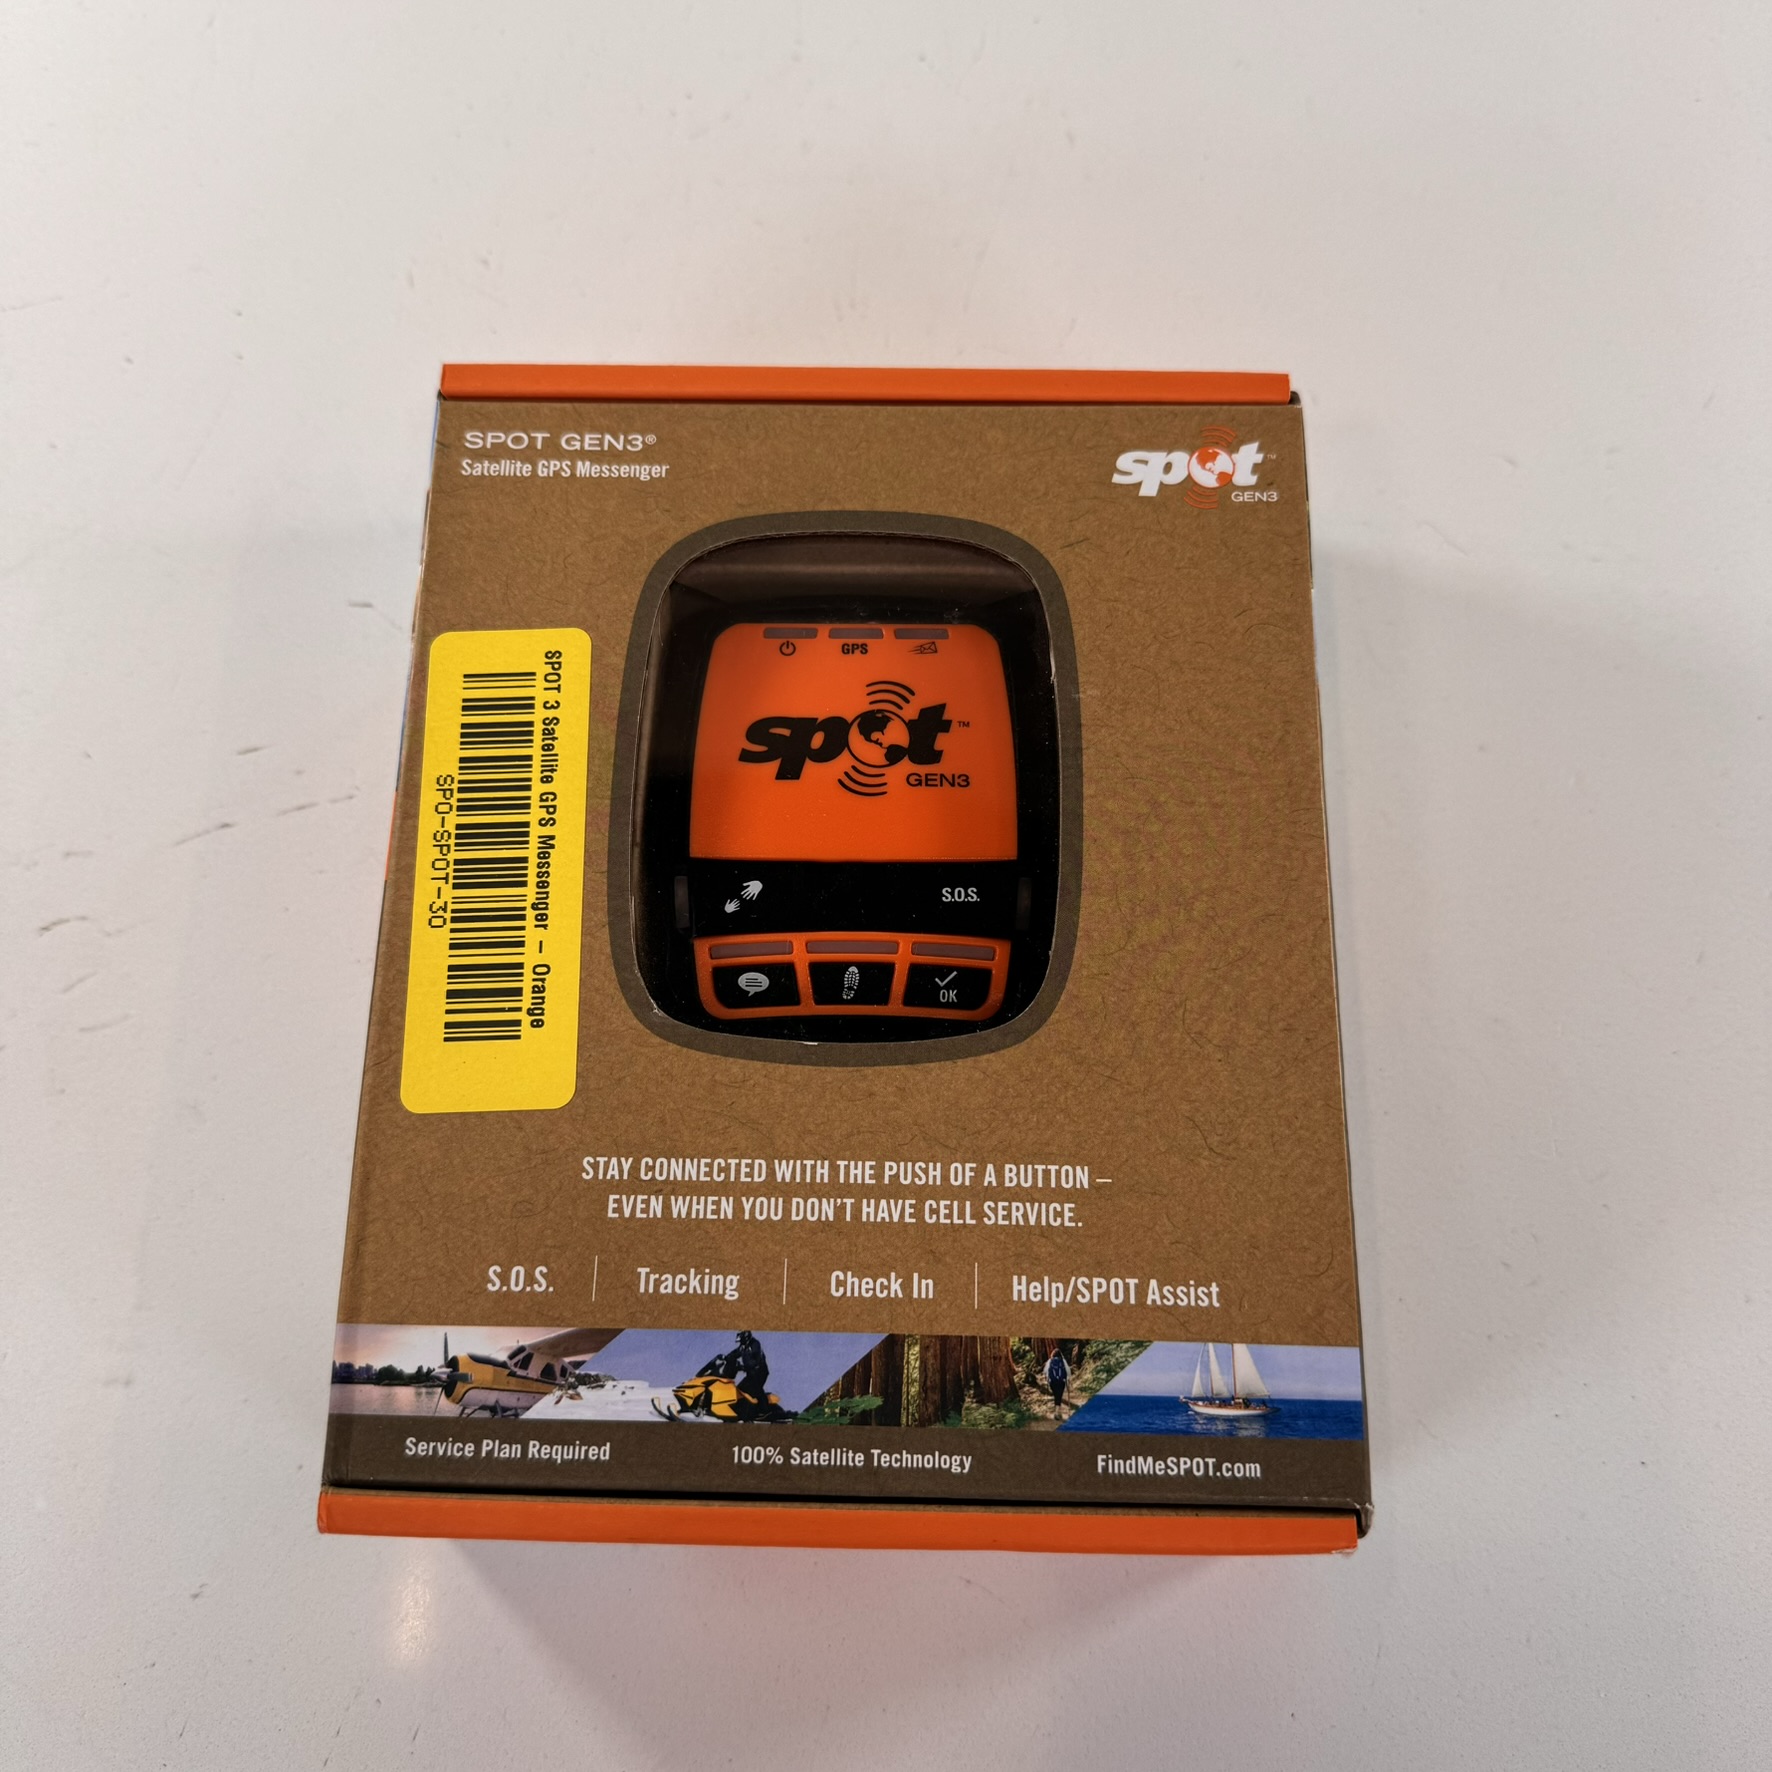 SPOT GEN3®
Satellite GPS Messenger
spot™
GEN3
SPOT 3 Satellite GPS Messenger – Orange
SPO-SPOT-30
GPS
spot™
GEN3
S.O.S.
OK
STAY CONNECTED WITH THE PUSH OF A BUTTON –
EVEN WHEN YOU DON'T HAVE CELL SERVICE.
S.O.S. Tracking Check In Help/SPOT Assist
Service Plan Required 100% Satellite Technology FindMeSPOT.com